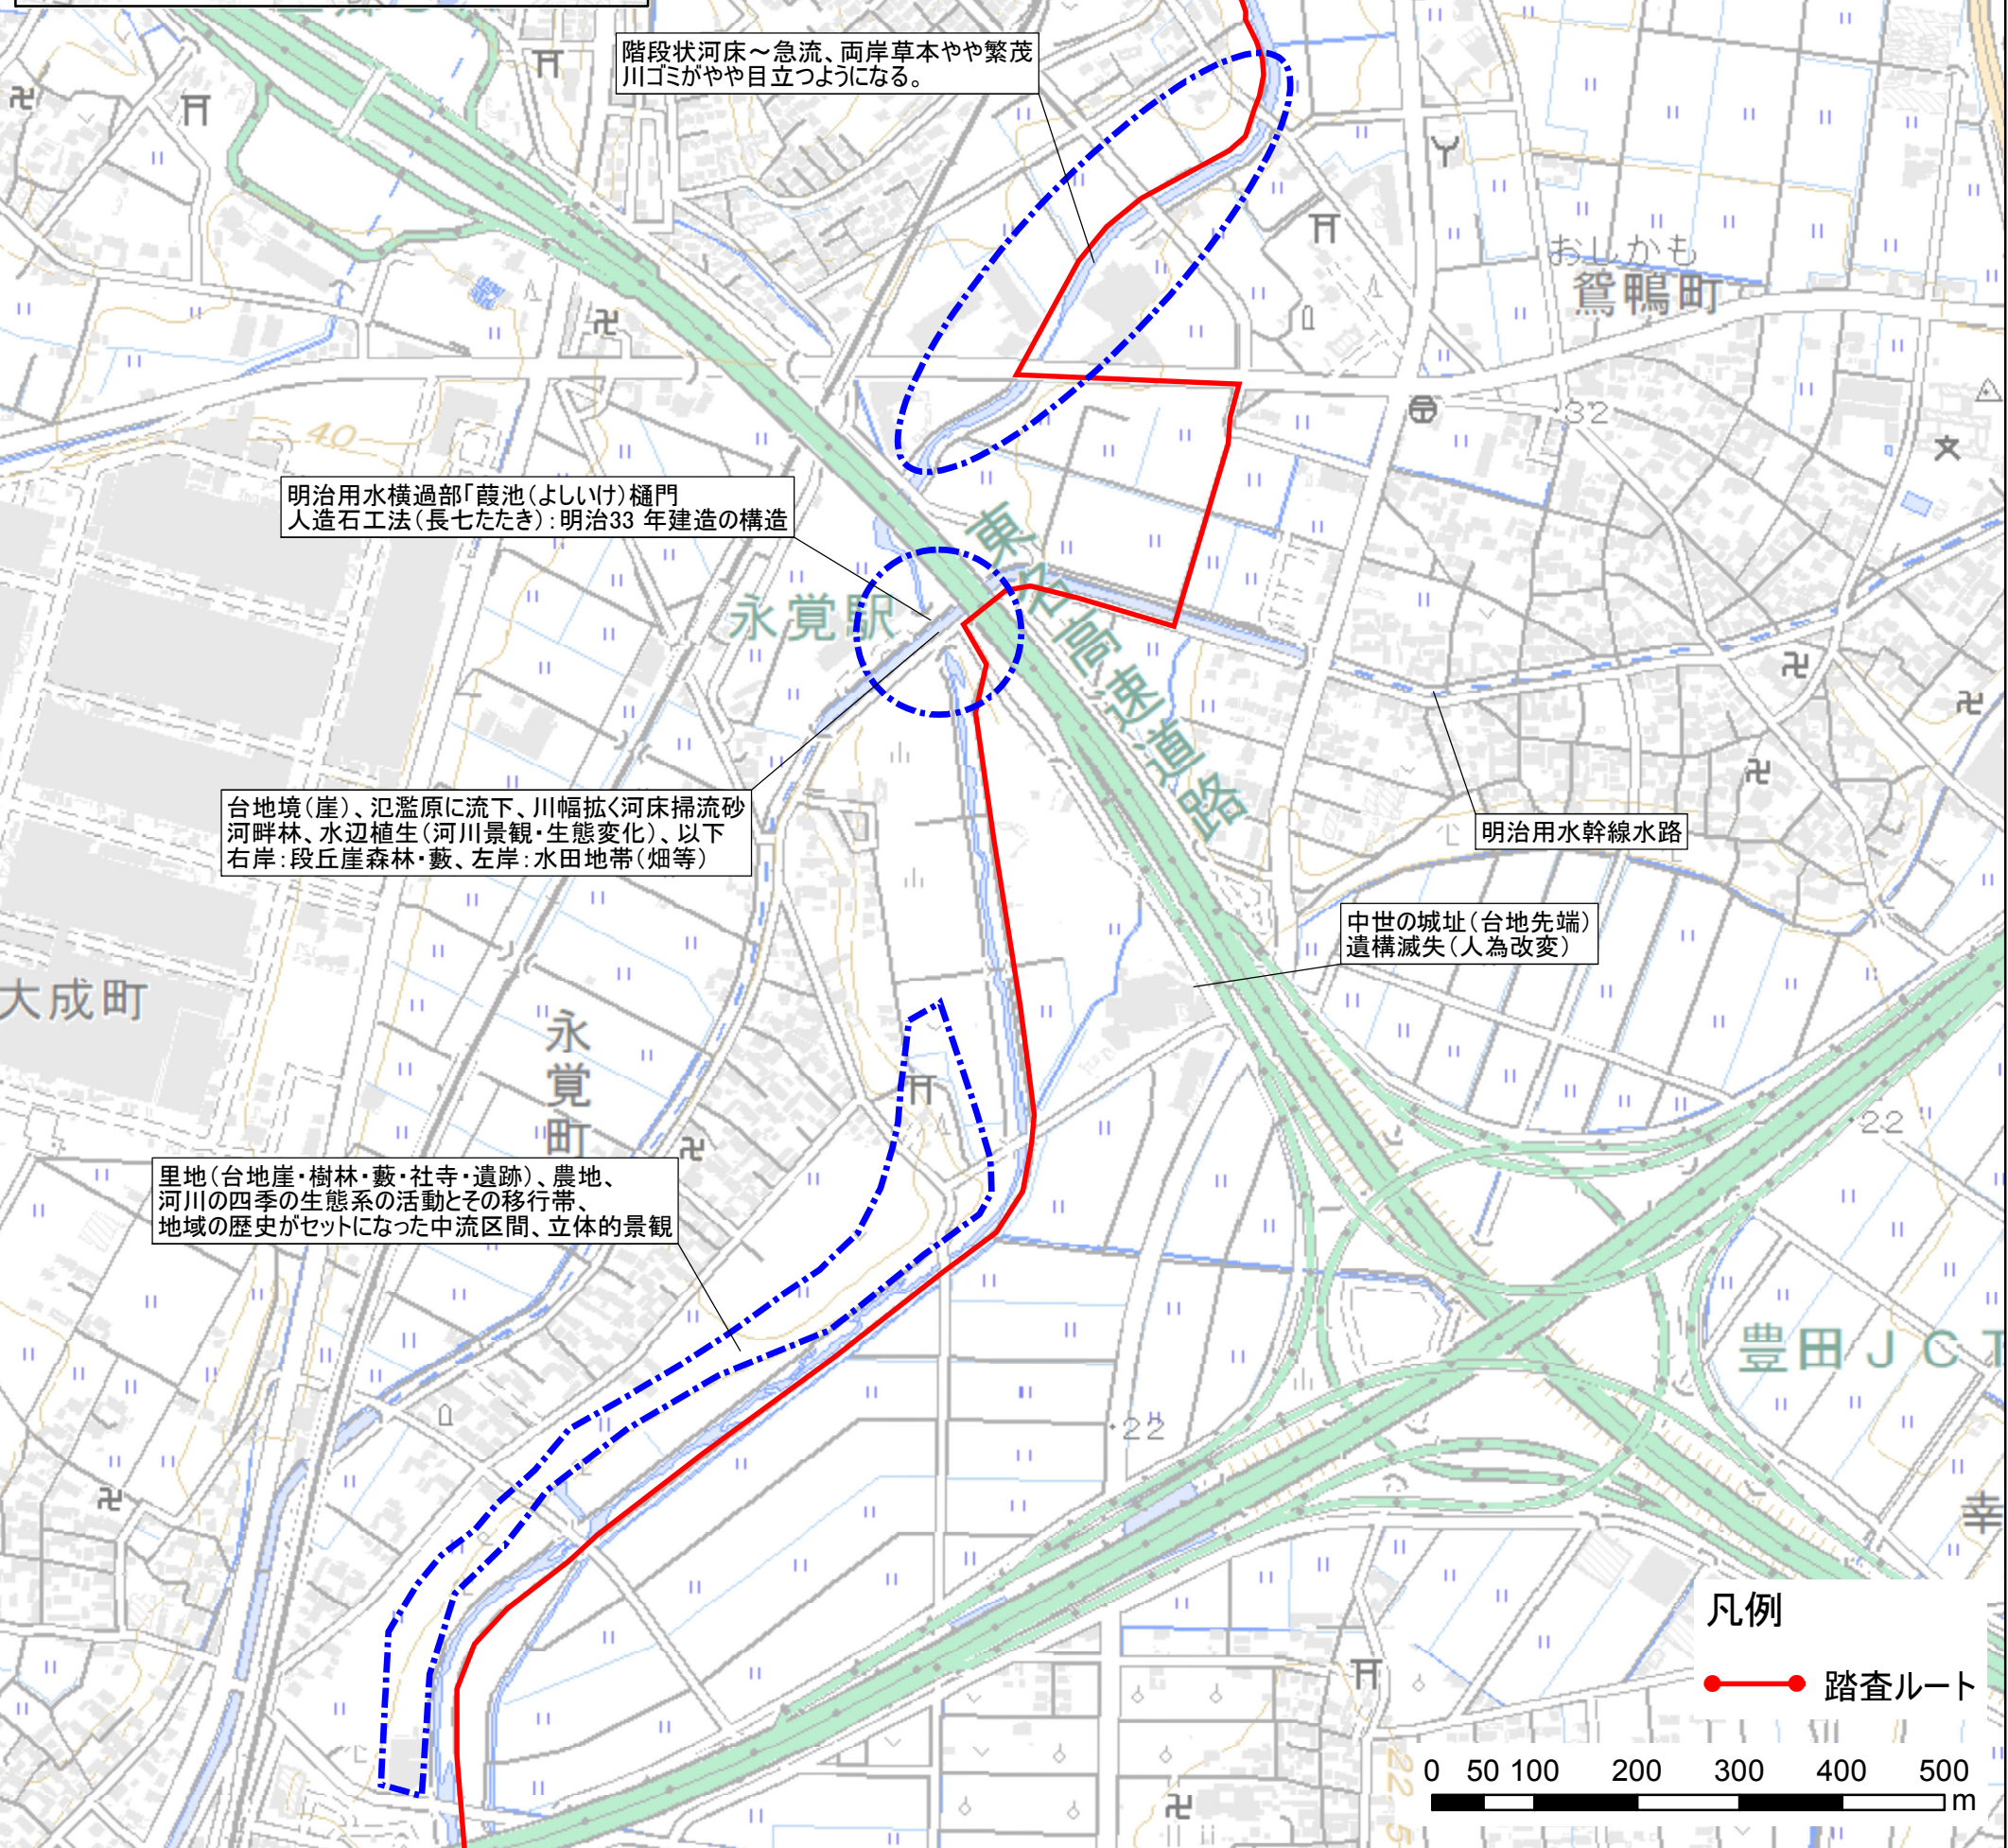 階段状河床～急流、両岸草本やや繁茂
川ゴミがやや目立つようになる。
おしかも
鴛鴨町
32
40
明治用水横過部「葭池（よしいけ）樋門
人造石工法（長七たたき）：明治33 年建造の構造
東名高速道路
永覚駅
台地境（崖）、氾濫原に流下、川幅拡く河床掃流砂
河畔林、水辺植生（河川景観・生態変化）、以下
右岸：段丘崖森林・藪、左岸：水田地帯（畑等）
明治用水幹線水路
中世の城址（台地先端）
遺構滅失（人為改変）
大成町
永覚町
22
里地（台地崖・樹林・藪・社寺・遺跡）、農地、
河川の四季の生態系の活動とその移行帯、
地域の歴史がセットになった中流区間、立体的景観
豊田ＪＣＴ
22
幸
凡例
踏査ルート
22.5
0 50 100 200 300 400 500
m